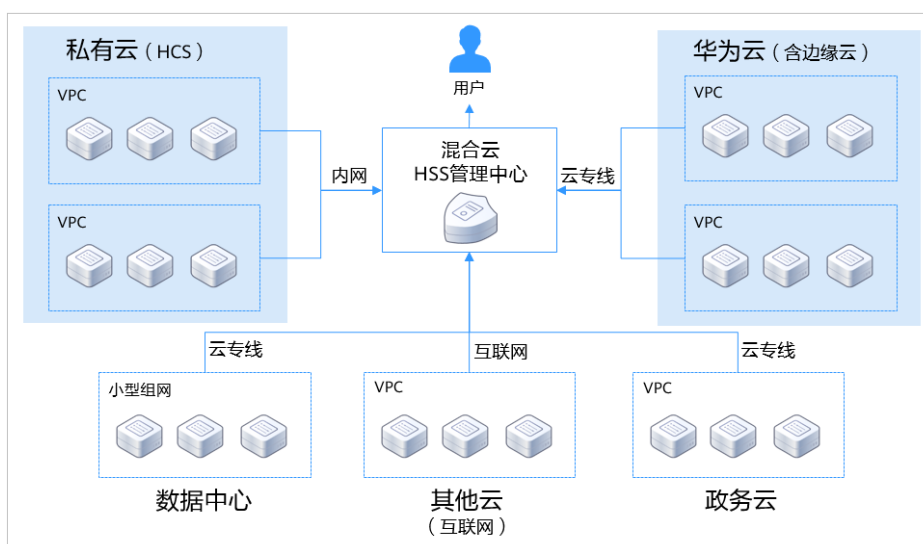 私有云（HCS）
VPC
VPC
用户
混合云
HSS管理中心
内网
云专线
华为云（含边缘云）
VPC
VPC
云专线
互联网
云专线
小型组网
VPC
VPC
数据中心
其他云
（互联网）
政务云